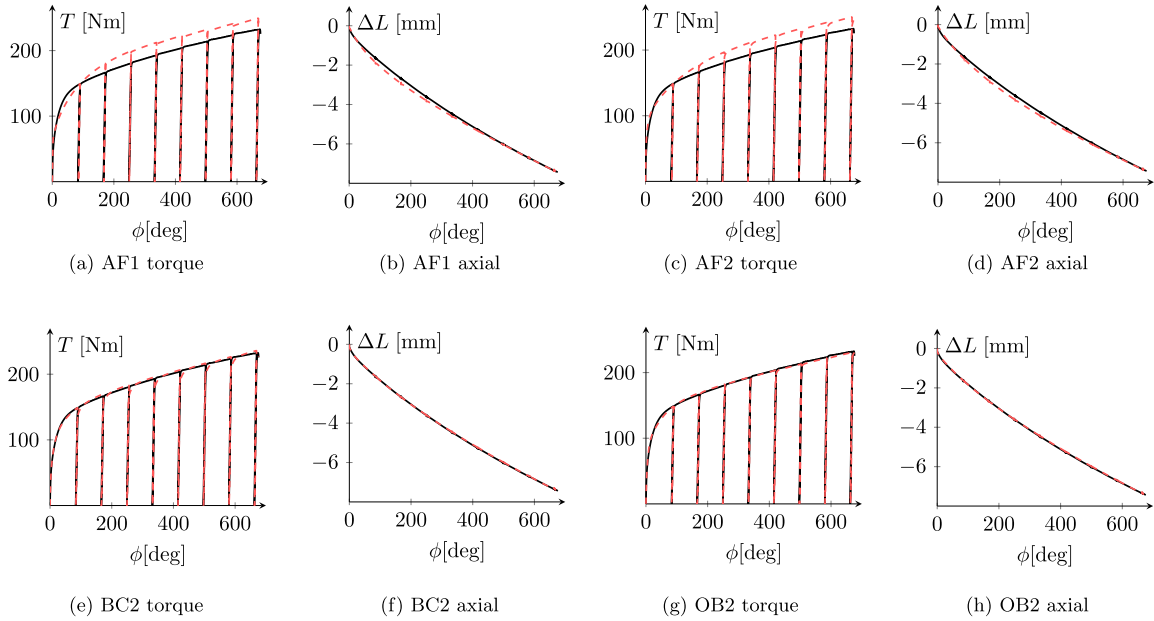 T [Nm]
200
100
0
200
400
600
ϕ[deg]
(a) AF1 torque
ΔL [mm]
0
−2
−4
−6
0
200
400
600
ϕ[deg]
(b) AF1 axial
T [Nm]
200
100
0
200
400
600
ϕ[deg]
(c) AF2 torque
ΔL [mm]
0
−2
−4
−6
0
200
400
600
ϕ[deg]
(d) AF2 axial
T [Nm]
200
100
0
200
400
600
ϕ[deg]
(e) BC2 torque
ΔL [mm]
0
−2
−4
−6
0
200
400
600
ϕ[deg]
(f) BC2 axial
T [Nm]
200
100
0
200
400
600
ϕ[deg]
(g) OB2 torque
ΔL [mm]
0
−2
−4
−6
0
200
400
600
ϕ[deg]
(h) OB2 axial